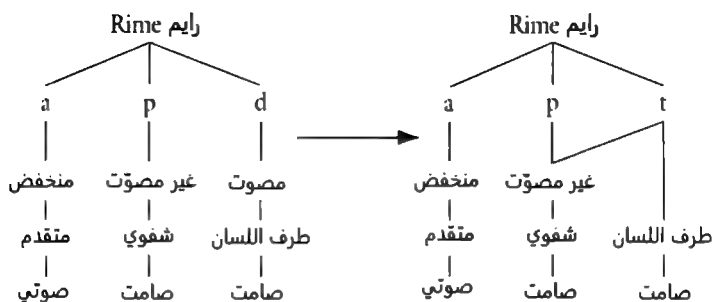 رايم Rime رايم Rime
a p d a p t
منخفض غير مصوّت مصوت منخفض غير مصوّت
متقدم شفوي طرف اللسان متقدم شفوي طرف اللسان
صوتي صامت صامت صوتي صامت صامت